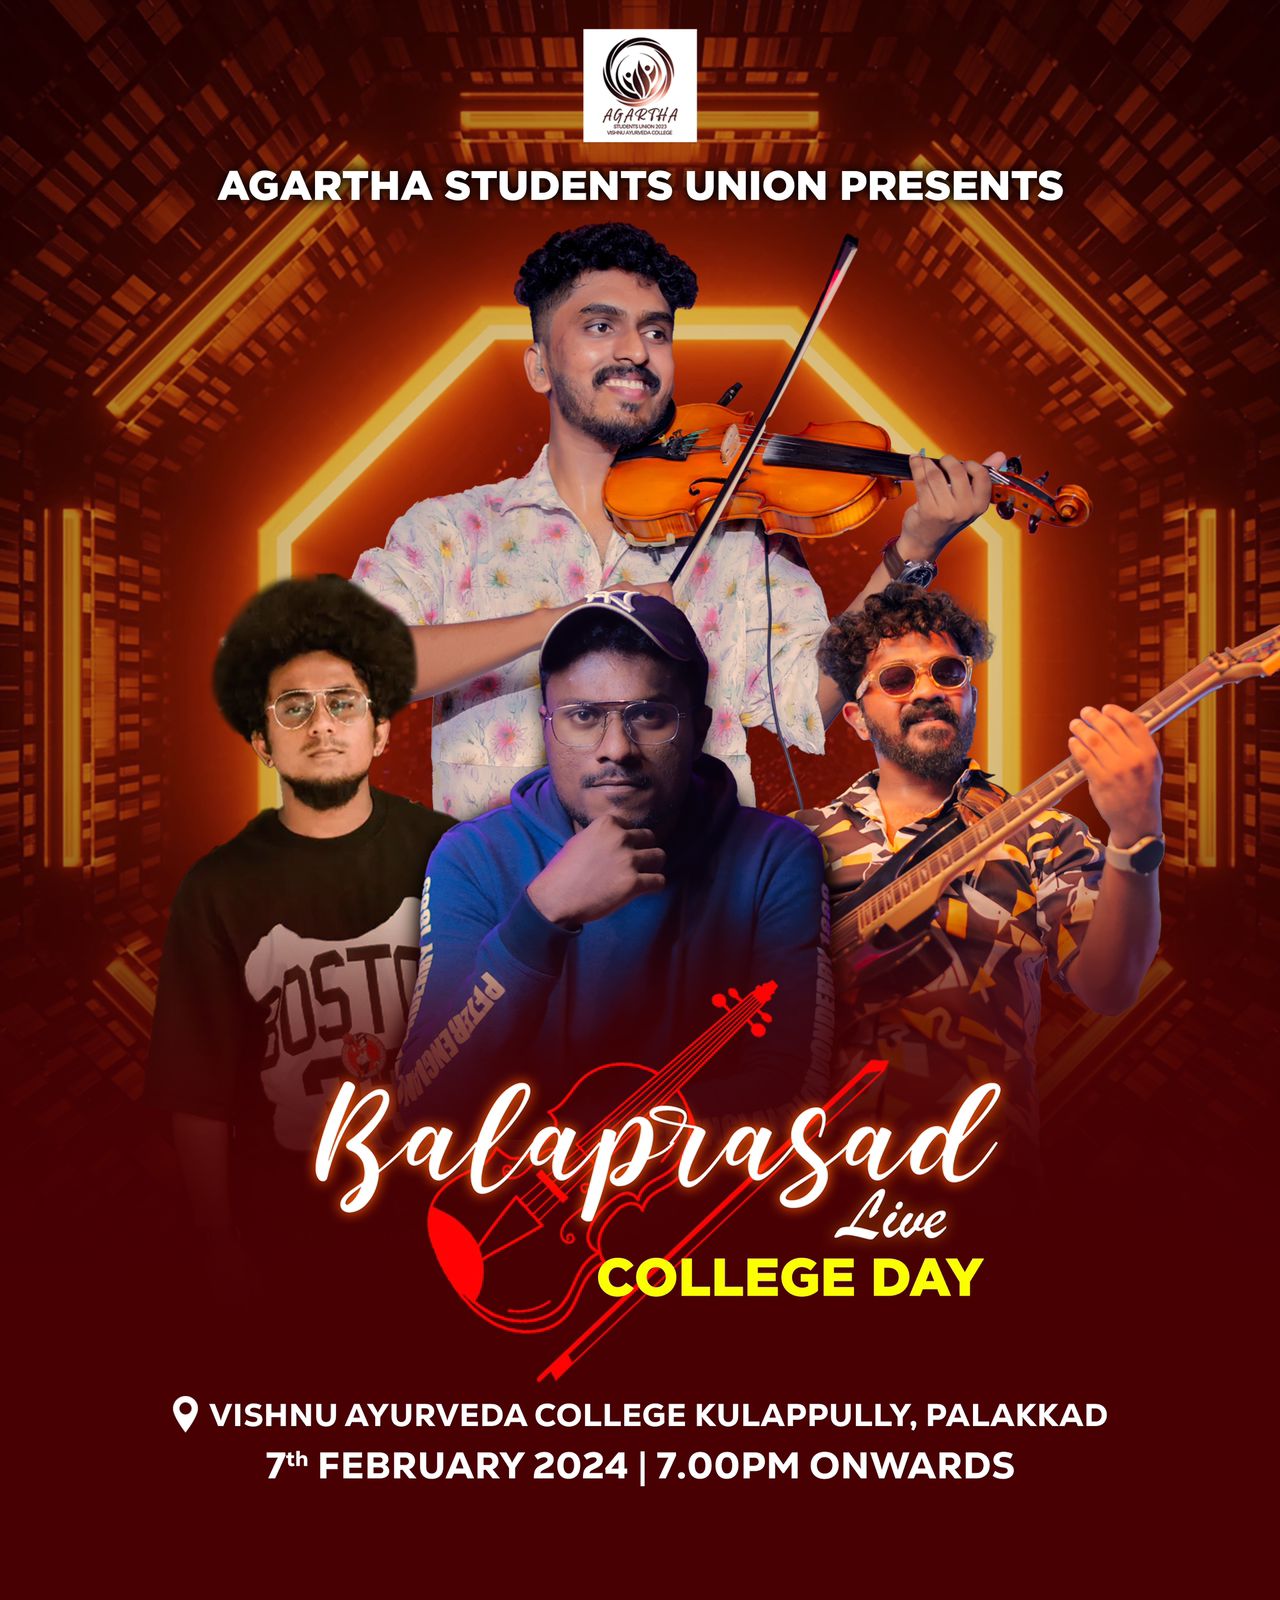 AGARTHA
STUDENTS UNION 2023
VISHNU AYURVEDA COLLEGE
AGARTHA STUDENTS UNION PRESENTS
BOSTO
Balaprasad
Live
COLLEGE DAY
VISHNU AYURVEDA COLLEGE KULAPPULLY, PALAKKAD
7th FEBRUARY 2024 | 7.00PM ONWARDS